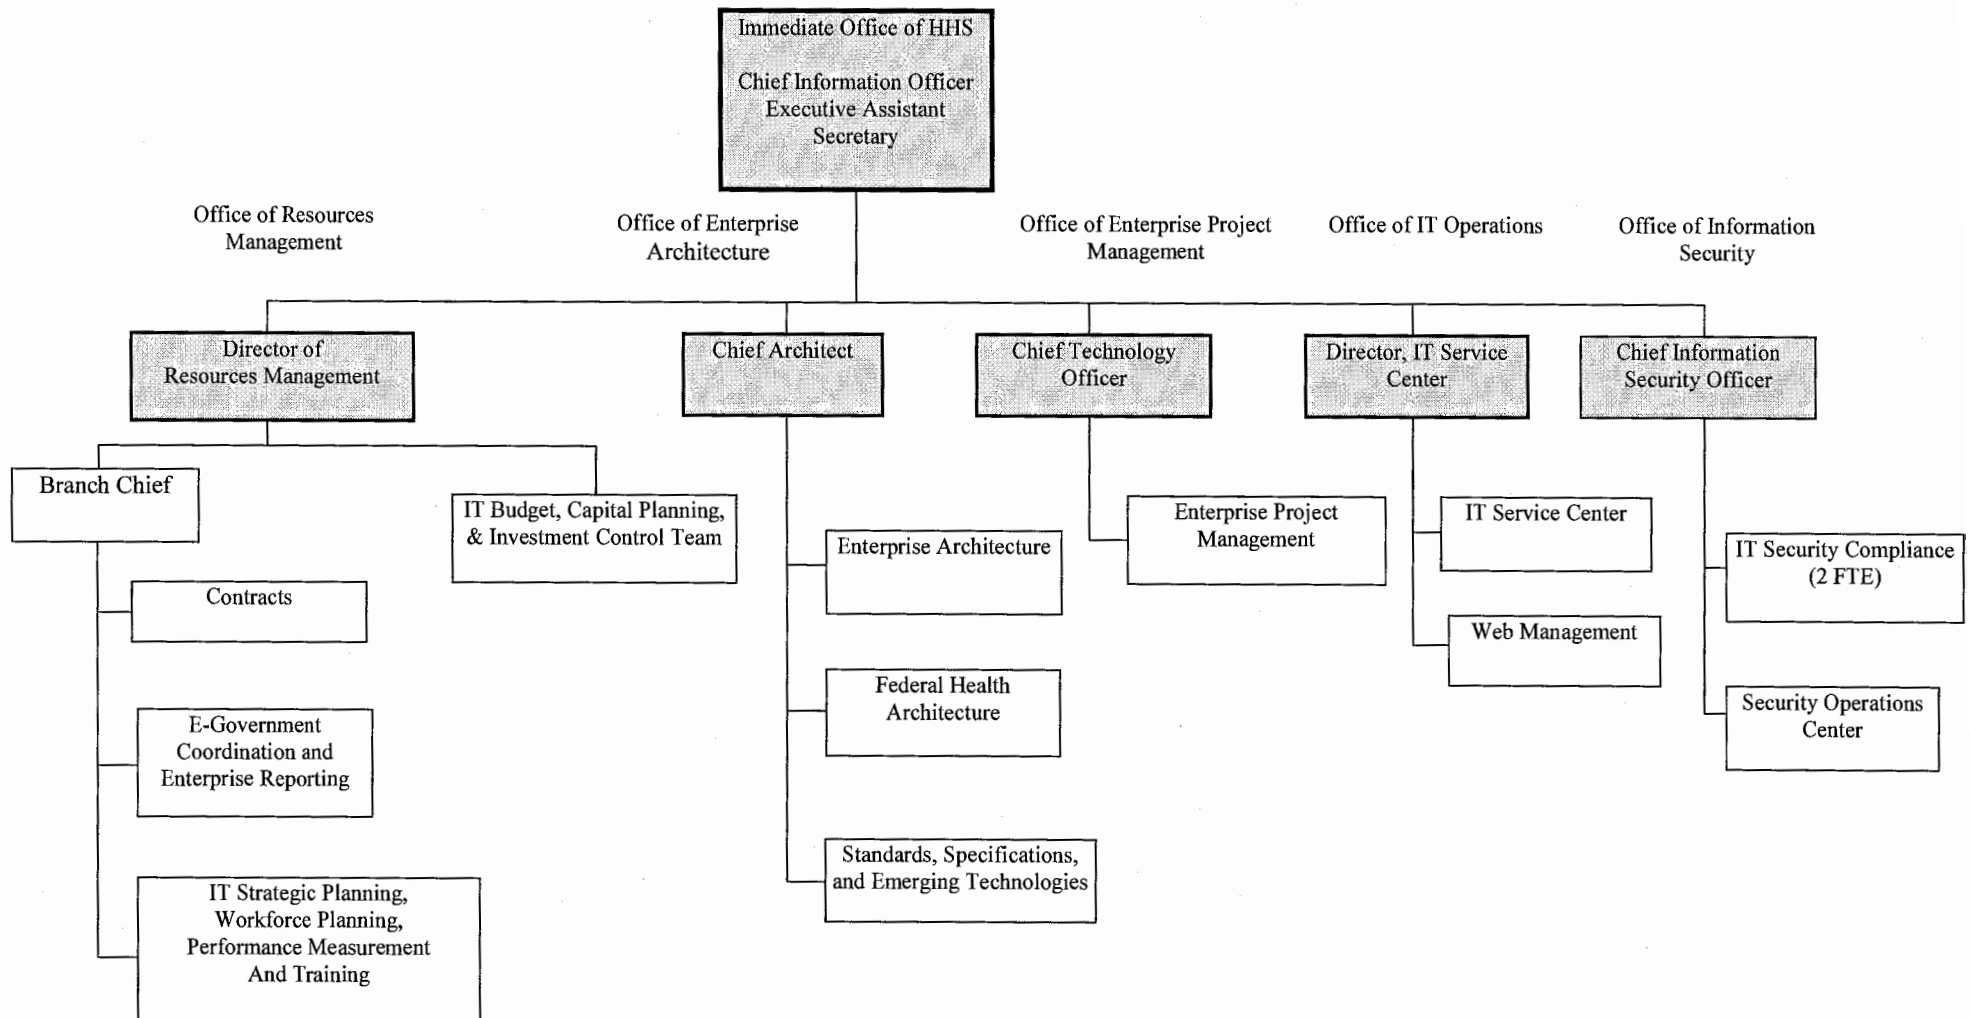 Immediate Office of HHS
Chief Information Officer
Executive Assistant
Secretary
Office of Resources
Management
Office of Enterprise
Architecture
Office of Enterprise Project
Management
Office of IT Operations
Office of Information
Security
Director of
Resources Management
Chief Architect
Chief Technology
Officer
Director, IT Service
Center
Chief Information
Security Officer
Branch Chief
IT Budget, Capital Planning,
& Investment Control Team
Contracts
E-Government
Coordination and
Enterprise Reporting
IT Strategic Planning,
Workforce Planning,
Performance Measurement
And Training
Enterprise Architecture
Federal Health
Architecture
Standards, Specifications,
and Emerging Technologies
Enterprise Project
Management
IT Service Center
Web Management
IT Security Compliance
(2 FTE)
Security Operations
Center